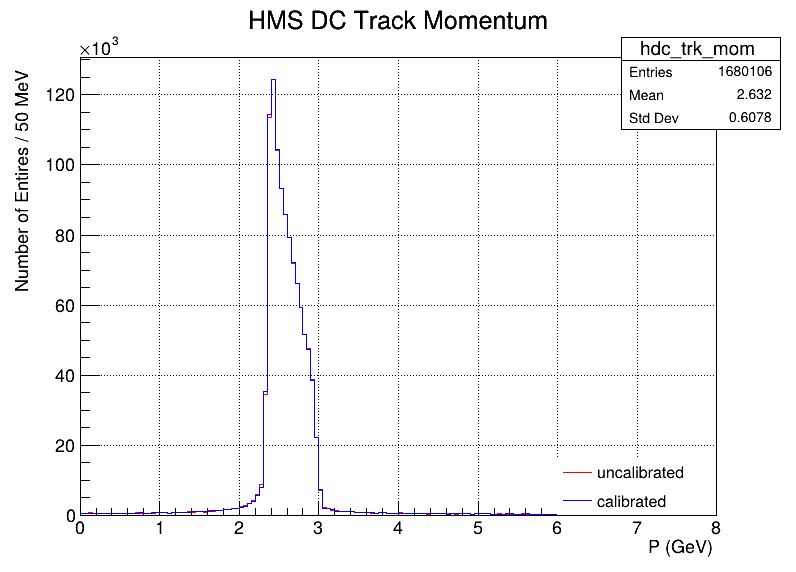 HMS DC Track Momentum
×10³
hdc_trk_mom
Entries 1680106
Mean 2.632
Std Dev 0.6078
Number of Entires / 50 MeV
120
100
80
60
40
20
0
uncalibrated
calibrated
0 1 2 3 4 5 6 7 8
P (GeV)